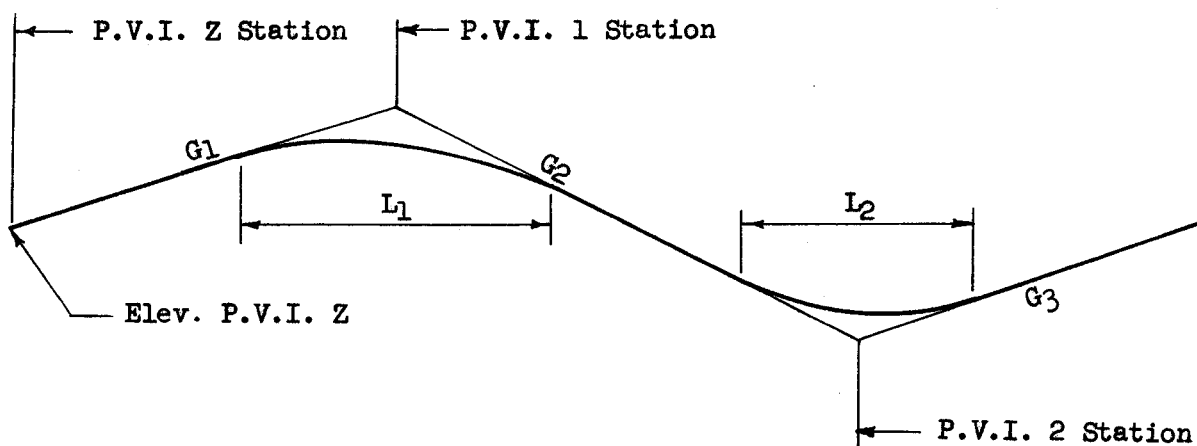 P.V.I. Z Station
P.V.I. 1 Station
G1
G2
L1
L2
G3
Elev. P.V.I. Z
P.V.I. 2 Station